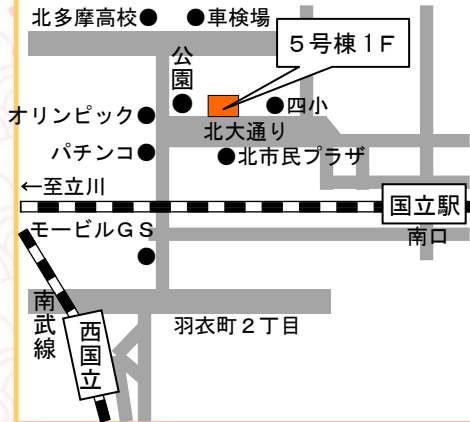 北多摩高校●
●車検場
5号棟1F
公園
オリンピック●
●四小
北大通り
パチンコ●
●北市民プラザ
←至立川
国立駅
モービルGS
南口
南武線
羽衣町2丁目
西国立